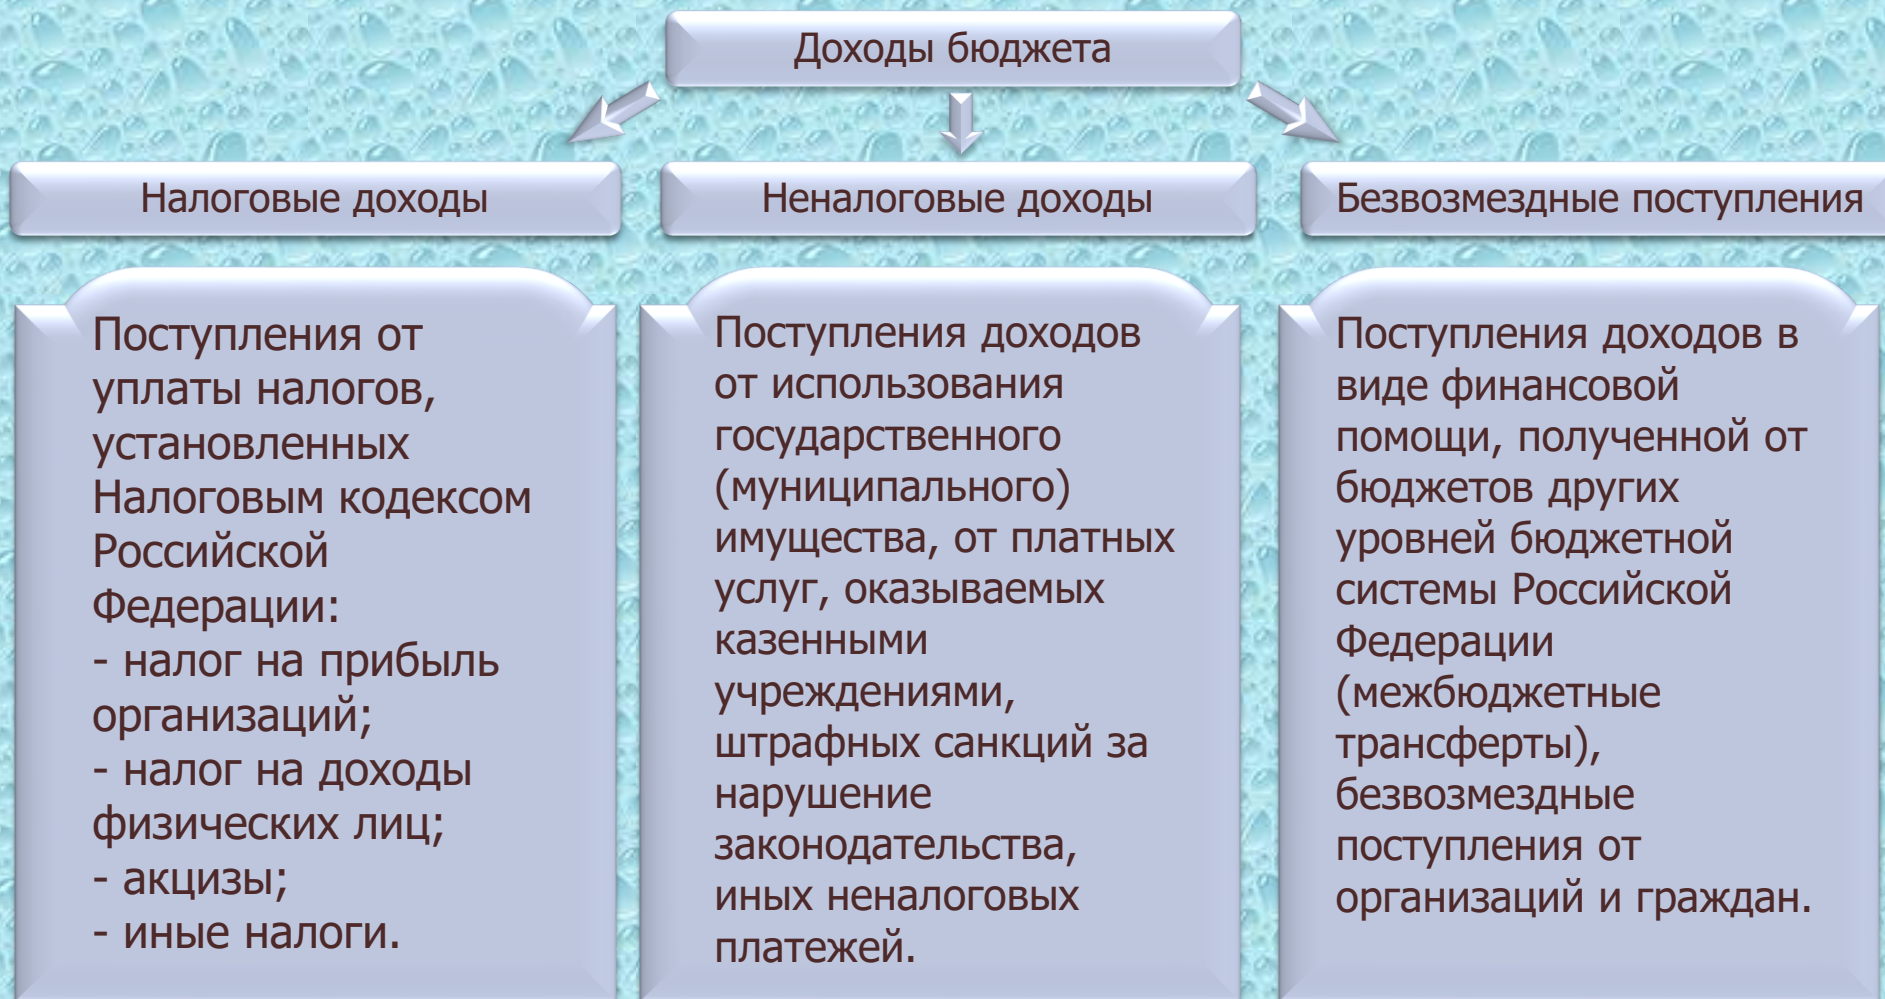 Доходы бюджета
Налоговые доходы
Неналоговые доходы
Безвозмездные поступления
Поступления от
уплаты налогов,
установленных
Налоговым кодексом
Российской
Федерации:
- налог на прибыль
организаций;
- налог на доходы
физических лиц;
- акцизы;
- иные налоги.
Поступления доходов
от использования
государственного
(муниципального)
имущества, от платных
услуг, оказываемых
казенными
учреждениями,
штрафных санкций за
нарушение
законодательства,
иных неналоговых
платежей.
Поступления доходов в
виде финансовой
помощи, полученной от
бюджетов других
уровней бюджетной
системы Российской
Федерации
(межбюджетные
трансферты),
безвозмездные
поступления от
организаций и граждан.